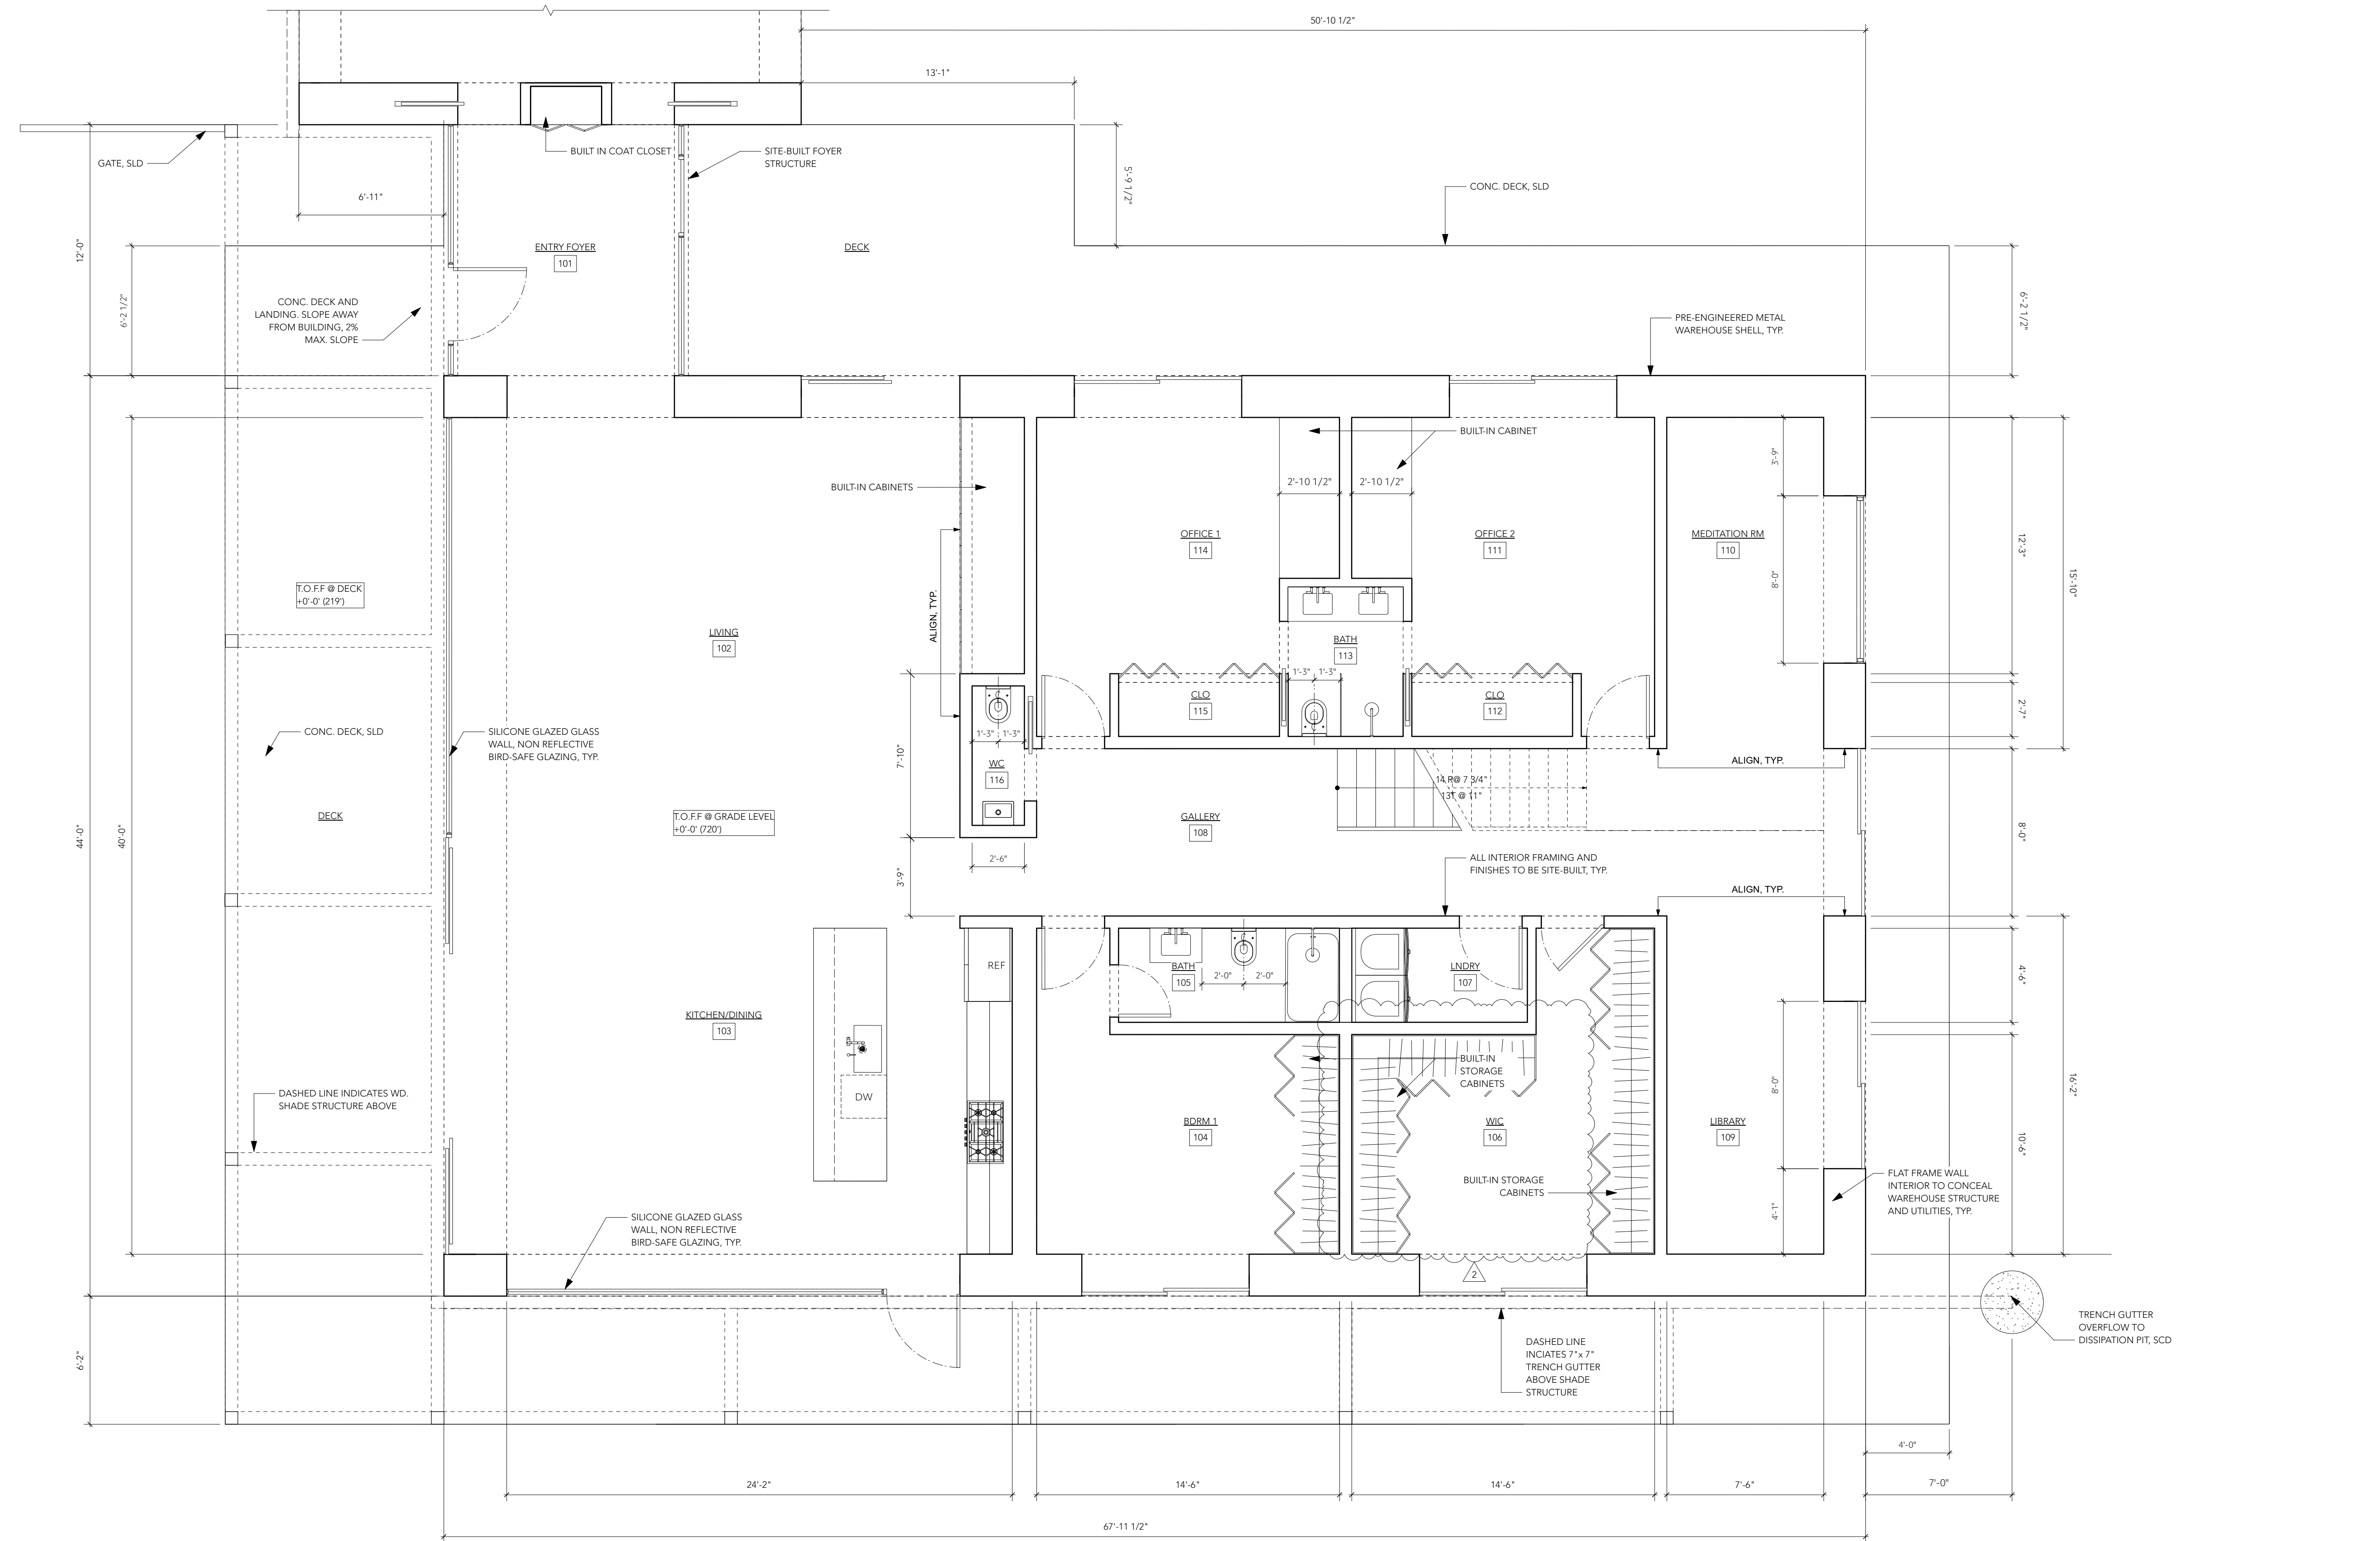 50'-10 1/2"
13'-1"
GATE, SLD
BUILT IN COAT CLOSET
SITE-BUILT FOYER
STRUCTURE
5'-9 1/2"
CONC. DECK, SLD
6'-11"
12'-0"
6'-2 1/2"
ENTRY FOYER
101
DECK
CONC. DECK AND
LANDING. SLOPE AWAY
FROM BUILDING, 2%
MAX. SLOPE
6'-2 1/2"
PRE-ENGINEERED METAL
WAREHOUSE SHELL, TYP.
BUILT-IN CABINET
BUILT-IN CABINETS
2'-10 1/2"
2'-10 1/2"
3'-9"
OFFICE 1
114
OFFICE 2
111
MEDITATION RM
110
12'-3"
15'-10"
8'-0"
T.O.F.F @ DECK
+0'-0' (219')
ALIGN, TYP.
LIVING
102
BATH
113
1'-3"
1'-3"
CLO
115
CLO
112
2'-7"
CONC. DECK, SLD
SILICONE GLAZED GLASS
WALL, NON REFLECTIVE
BIRD-SAFE GLAZING, TYP.
1'-3"
1'-3"
7'-10"
WC
116
ALIGN, TYP.
14 R@ 7 3/4"
13T @ 11"
DECK
T.O.F.F @ GRADE LEVEL
+0'-0' (720')
GALLERY
108
44'-0"
40'-0"
8'-0"
2'-6"
3'-9"
ALL INTERIOR FRAMING AND
FINISHES TO BE SITE-BUILT, TYP.
ALIGN, TYP.
REF
BATH
105
2'-0"
2'-0"
LNDRY
107
4'-6"
KITCHEN/DINING
103
BUILT-IN
STORAGE
CABINETS
8'-0"
16'-2"
DASHED LINE INDICATES WD.
SHADE STRUCTURE ABOVE
DW
BDRM 1
104
WIC
106
LIBRARY
109
10'-6"
BUILT-IN STORAGE
CABINETS
FLAT FRAME WALL
INTERIOR TO CONCEAL
WAREHOUSE STRUCTURE
AND UTILITIES, TYP.
4'-1"
SILICONE GLAZED GLASS
WALL, NON REFLECTIVE
BIRD-SAFE GLAZING, TYP.
2
TRENCH GUTTER
OVERFLOW TO
DISSIPATION PIT, SCD
6'-2"
DASHED LINE
INCIATES 7"x 7"
TRENCH GUTTER
ABOVE SHADE
STRUCTURE
4'-0"
24'-2"
14'-6"
14'-6"
7'-6"
7'-0"
67'-11 1/2"